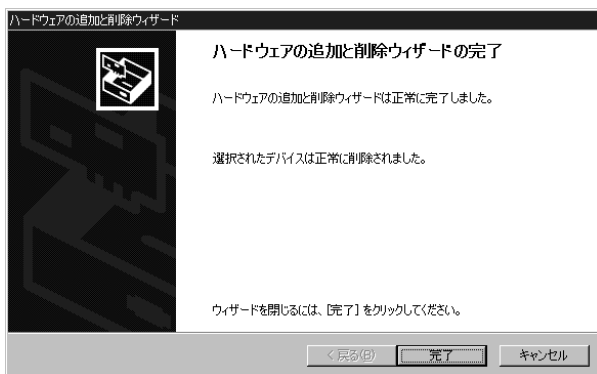 ハードウェアの追加と削除ウィザード
ハードウェアの追加と削除ウィザードの完了
ハードウェアの追加と削除ウィザードは正常に完了しました。
選択されたデバイスは正常に削除されました。
ウィザードを閉じるには、[完了] をクリックしてください。
< 戻る(B)
完了
キャンセル